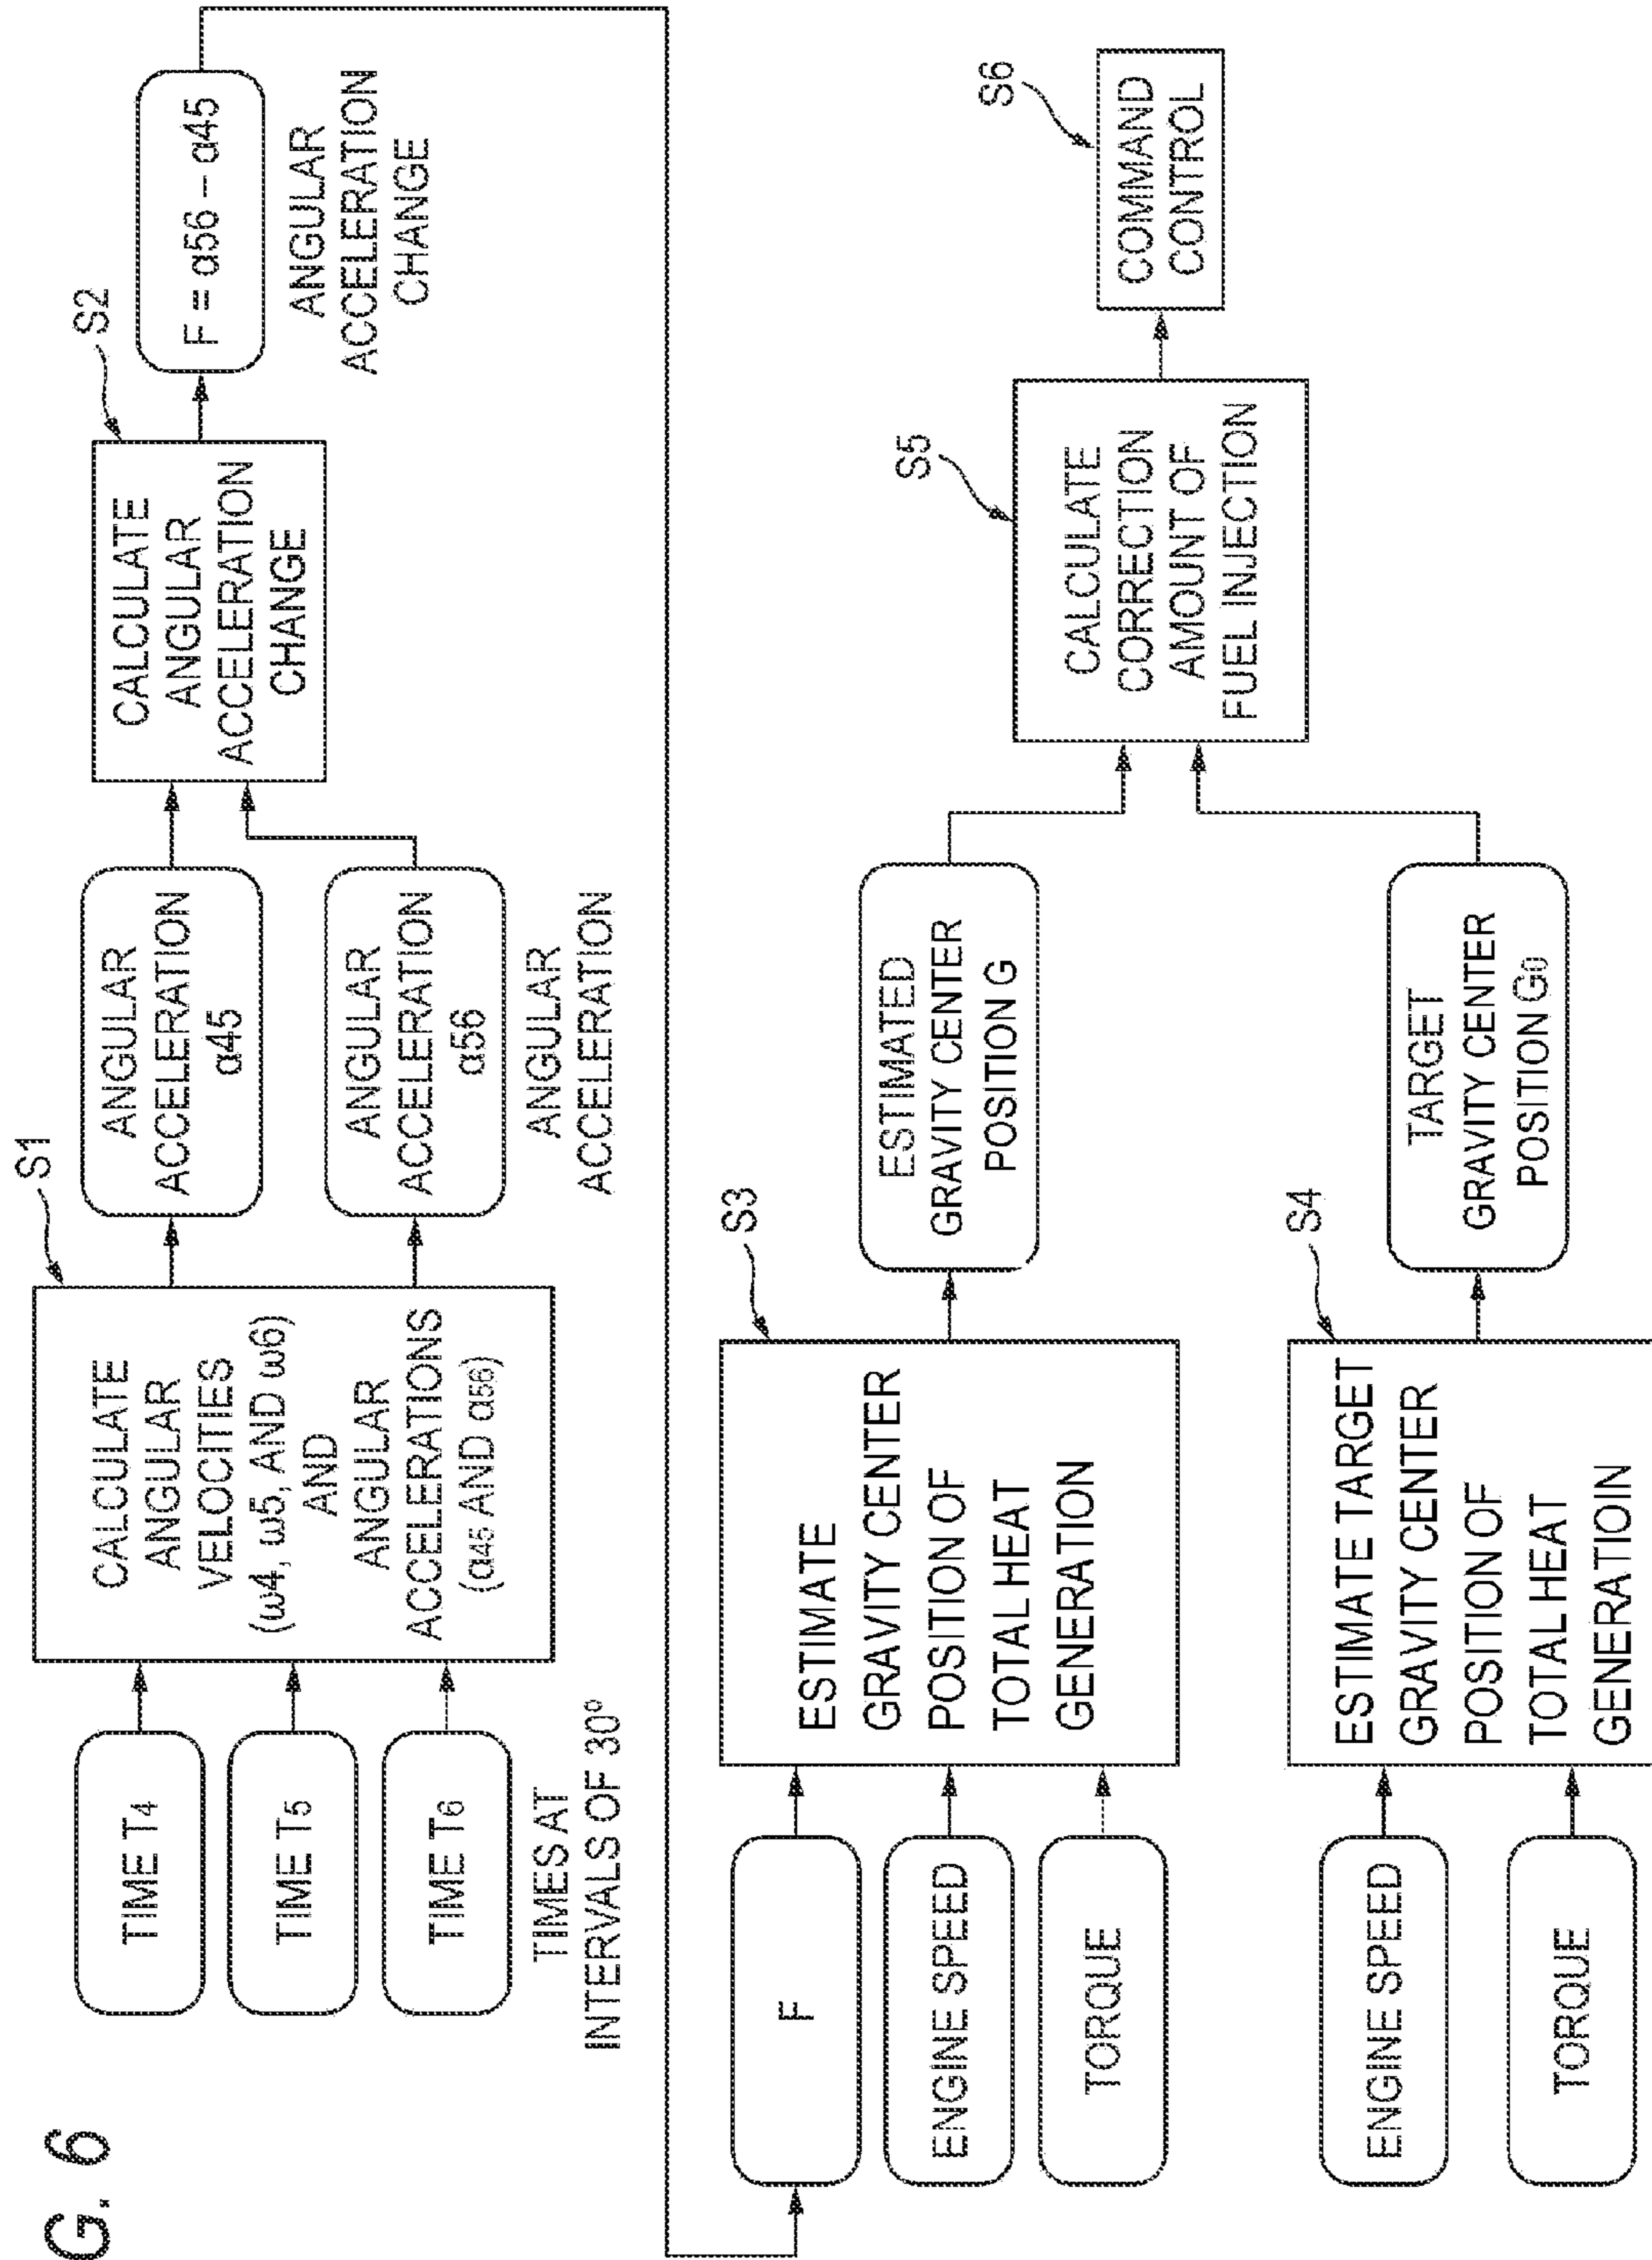 G. 6
TIME T4
TIME T5
TIME T6
TIMES AT
INTERVALS OF 30°
S1
CALCULATE
ANGULAR
VELOCITIES
(ω4, ω5, AND ω6)
AND
ANGULAR
ACCELERATIONS
(α45 AND α56)
ANGULAR
ACCELERATION
α45
ANGULAR
ACCELERATION
α56
ANGULAR
ACCELERATION
S2
CALCULATE
ANGULAR
ACCELERATION
CHANGE
F = α56 – α45
ANGULAR
ACCELERATION
CHANGE
F
ENGINE SPEED
TORQUE
S3
ESTIMATE
GRAVITY CENTER
POSITION OF
TOTAL HEAT
GENERATION
ESTIMATED
GRAVITY CENTER
POSITION G
ENGINE SPEED
TORQUE
S4
ESTIMATE TARGET
GRAVITY CENTER
POSITION OF
TOTAL HEAT
GENERATION
TARGET
GRAVITY CENTER
POSITION G0
S5
CALCULATE
CORRECTION
AMOUNT OF
FUEL INJECTION
S6
COMMAND
CONTROL